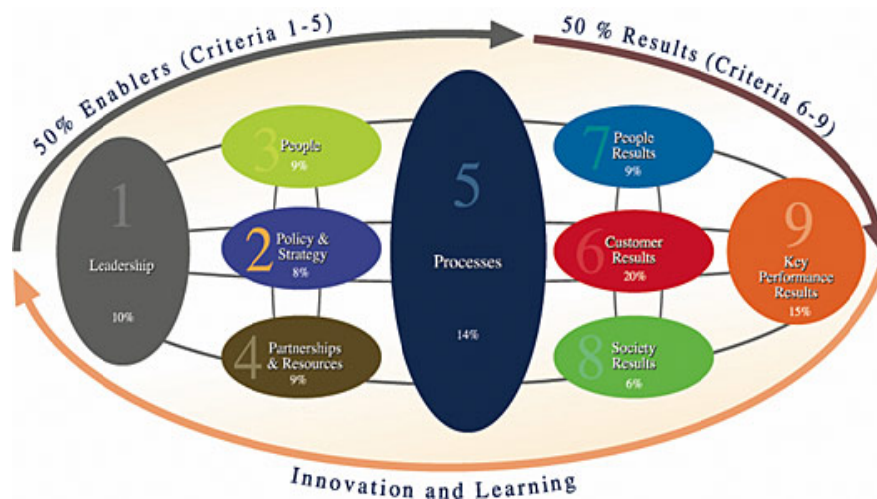 50% Enablers (Criteria 1-5)
50 % Results (Criteria 6-9)
1
Leadership
10%
3
People
9%
2
Policy &
Strategy
8%
4
Partnerships
& Resources
9%
5
Processes
14%
7
People
Results
9%
6
Customer
Results
20%
8
Society
Results
6%
9
Key
Performance
Results
15%
Innovation and Learning